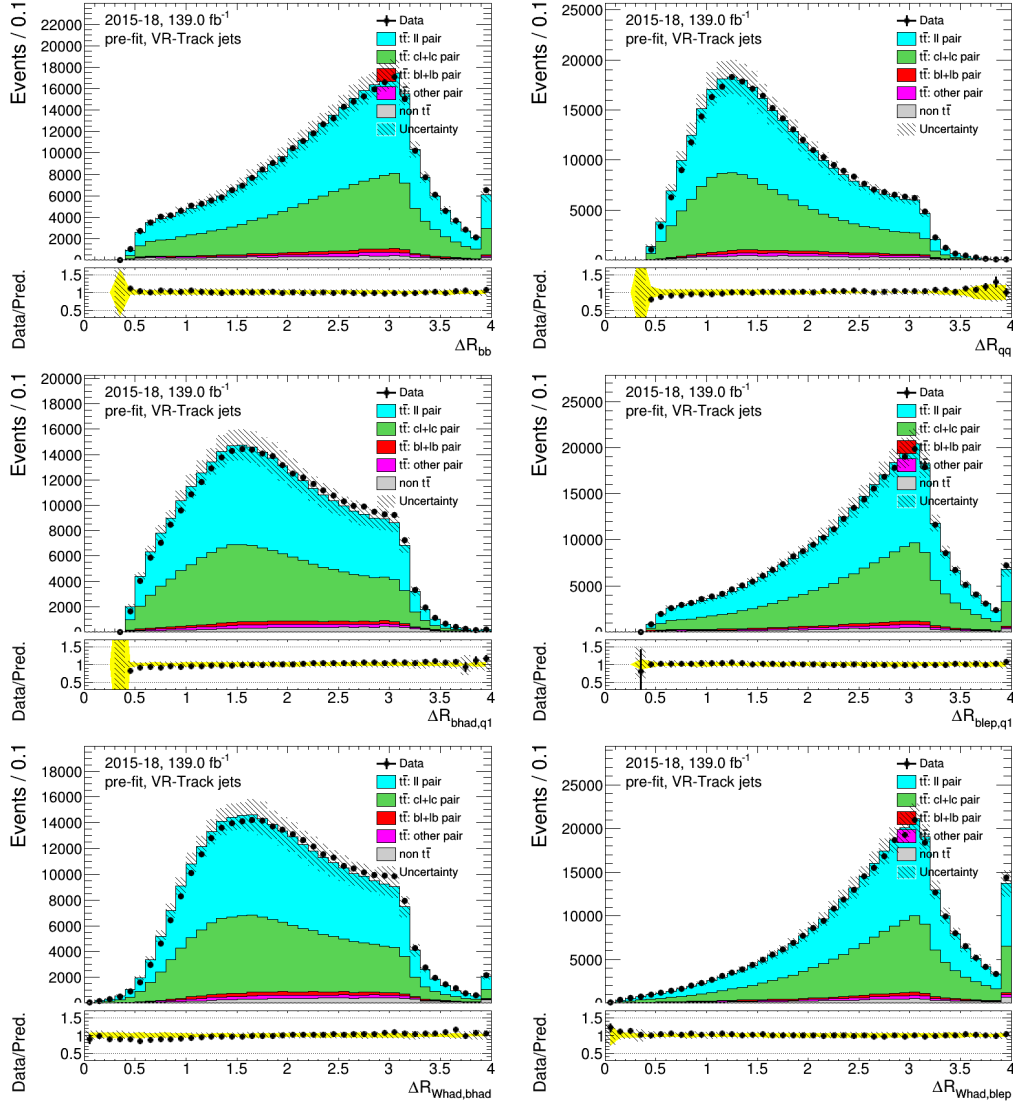 Events / 0.1
2015-18, 139.0 fb⁻¹
pre-fit, VR-Track jets
Data
tt̄: ll pair
tt̄: cl+lc pair
tt̄: bl+lb pair
tt̄: other pair
non tt̄
Uncertainty
22000
20000
18000
16000
14000
12000
10000
8000
6000
4000
2000
0
Data/Pred.
1.5
1
0.5
0 0.5 1 1.5 2 2.5 3 3.5 4
ΔR_bb
Events / 0.1
2015-18, 139.0 fb⁻¹
pre-fit, VR-Track jets
Data
tt̄: ll pair
tt̄: cl+lc pair
tt̄: bl+lb pair
tt̄: other pair
non tt̄
Uncertainty
25000
20000
15000
10000
5000
0
Data/Pred.
1.5
1
0.5
0 0.5 1 1.5 2 2.5 3 3.5 4
ΔR_qq
Events / 0.1
2015-18, 139.0 fb⁻¹
pre-fit, VR-Track jets
Data
tt̄: ll pair
tt̄: cl+lc pair
tt̄: bl+lb pair
tt̄: other pair
non tt̄
Uncertainty
20000
18000
16000
14000
12000
10000
8000
6000
4000
2000
0
Data/Pred.
1.5
1
0.5
0 0.5 1 1.5 2 2.5 3 3.5 4
ΔR_bhad,q1
Events / 0.1
2015-18, 139.0 fb⁻¹
pre-fit, VR-Track jets
Data
tt̄: ll pair
tt̄: cl+lc pair
tt̄: bl+lb pair
tt̄: other pair
non tt̄
Uncertainty
25000
20000
15000
10000
5000
0
Data/Pred.
1.5
1
0.5
0 0.5 1 1.5 2 2.5 3 3.5 4
ΔR_blep,q1
Events / 0.1
2015-18, 139.0 fb⁻¹
pre-fit, VR-Track jets
Data
tt̄: ll pair
tt̄: cl+lc pair
tt̄: bl+lb pair
tt̄: other pair
non tt̄
Uncertainty
18000
16000
14000
12000
10000
8000
6000
4000
2000
0
Data/Pred.
1.5
1
0.5
0 0.5 1 1.5 2 2.5 3 3.5 4
ΔR_Whad,bhad
Events / 0.1
2015-18, 139.0 fb⁻¹
pre-fit, VR-Track jets
Data
tt̄: ll pair
tt̄: cl+lc pair
tt̄: bl+lb pair
tt̄: other pair
non tt̄
Uncertainty
25000
20000
15000
10000
5000
0
Data/Pred.
1.5
1
0.5
0 0.5 1 1.5 2 2.5 3 3.5 4
ΔR_Whad,blep